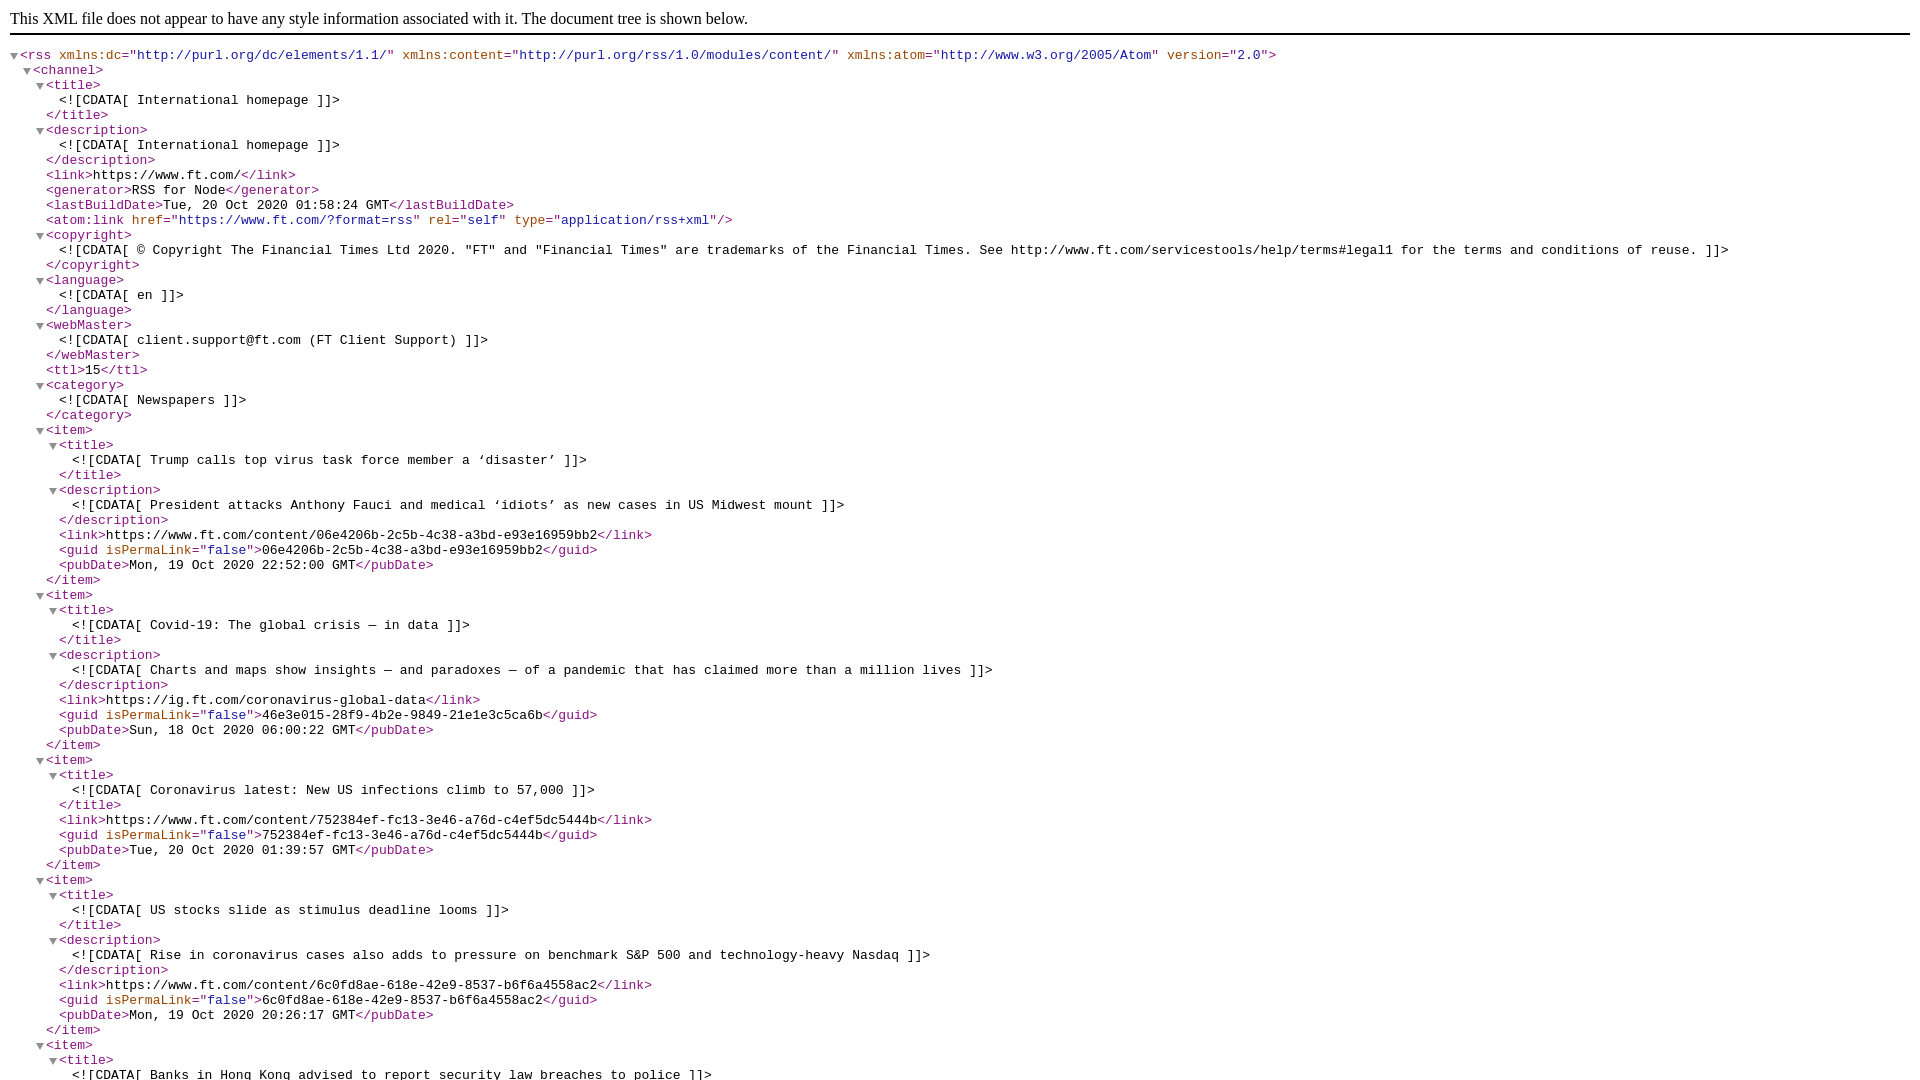 This XML file does not appear to have any style information associated with it. The document tree is shown below.
<rss xmlns:dc="http://purl.org/dc/elements/1.1/" xmlns:content="http://purl.org/rss/1.0/modules/content/" xmlns:atom="http://www.w3.org/2005/Atom" version="2.0">
<channel>
<title>
<![CDATA[ International homepage ]]>
</title>
<description>
<![CDATA[ International homepage ]]>
</description>
<link>https://www.ft.com/</link>
<generator>RSS for Node</generator>
<lastBuildDate>Tue, 20 Oct 2020 01:58:24 GMT</lastBuildDate>
<atom:link href="https://www.ft.com/?format=rss" rel="self" type="application/rss+xml"/>
<copyright>
<![CDATA[ © Copyright The Financial Times Ltd 2020. "FT" and "Financial Times" are trademarks of the Financial Times. See http://www.ft.com/servicestools/help/terms#legal1 for the terms and conditions of reuse. ]]>
</copyright>
<language>
<![CDATA[ en ]]>
</language>
<webMaster>
<![CDATA[ client.support@ft.com (FT Client Support) ]]>
</webMaster>
<ttl>15</ttl>
<category>
<![CDATA[ Newspapers ]]>
</category>
<item>
<title>
<![CDATA[ Trump calls top virus task force member a ‘disaster’ ]]>
</title>
<description>
<![CDATA[ President attacks Anthony Fauci and medical ‘idiots’ as new cases in US Midwest mount ]]>
</description>
<link>https://www.ft.com/content/06e4206b-2c5b-4c38-a3bd-e93e16959bb2</link>
<guid isPermaLink="false">06e4206b-2c5b-4c38-a3bd-e93e16959bb2</guid>
<pubDate>Mon, 19 Oct 2020 22:52:00 GMT</pubDate>
</item>
<item>
<title>
<![CDATA[ Covid-19: The global crisis — in data ]]>
</title>
<description>
<![CDATA[ Charts and maps show insights — and paradoxes — of a pandemic that has claimed more than a million lives ]]>
</description>
<link>https://ig.ft.com/coronavirus-global-data</link>
<guid isPermaLink="false">46e3e015-28f9-4b2e-9849-21e1e3c5ca6b</guid>
<pubDate>Sun, 18 Oct 2020 06:00:22 GMT</pubDate>
</item>
<item>
<title>
<![CDATA[ Coronavirus latest: New US infections climb to 57,000 ]]>
</title>
<link>https://www.ft.com/content/752384ef-fc13-3e46-a76d-c4ef5dc5444b</link>
<guid isPermaLink="false">752384ef-fc13-3e46-a76d-c4ef5dc5444b</guid>
<pubDate>Tue, 20 Oct 2020 01:39:57 GMT</pubDate>
</item>
<item>
<title>
<![CDATA[ US stocks slide as stimulus deadline looms ]]>
</title>
<description>
<![CDATA[ Rise in coronavirus cases also adds to pressure on benchmark S&P 500 and technology-heavy Nasdaq ]]>
</description>
<link>https://www.ft.com/content/6c0fd8ae-618e-42e9-8537-b6f6a4558ac2</link>
<guid isPermaLink="false">6c0fd8ae-618e-42e9-8537-b6f6a4558ac2</guid>
<pubDate>Mon, 19 Oct 2020 20:26:17 GMT</pubDate>
</item>
<item>
<title>
<![CDATA[ Banks in Hong Kong advised to report security law breaches to police ]]>